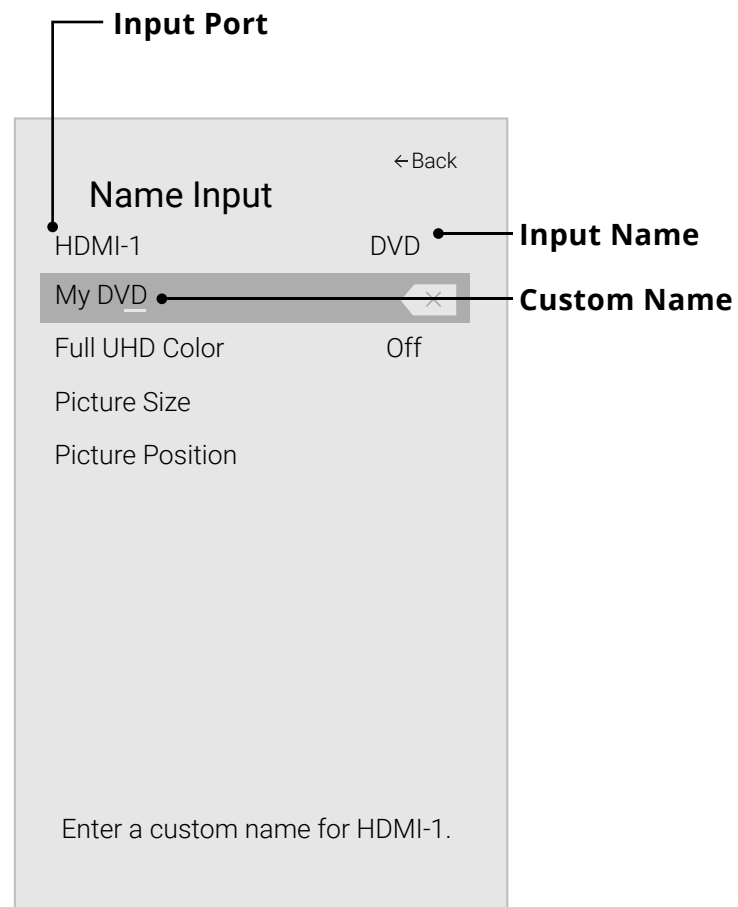 Input Port
←Back
Name Input
HDMI-1 DVD
Input Name
My DVD
Custom Name
Full UHD Color Off
Picture Size
Picture Position
Enter a custom name for HDMI-1.